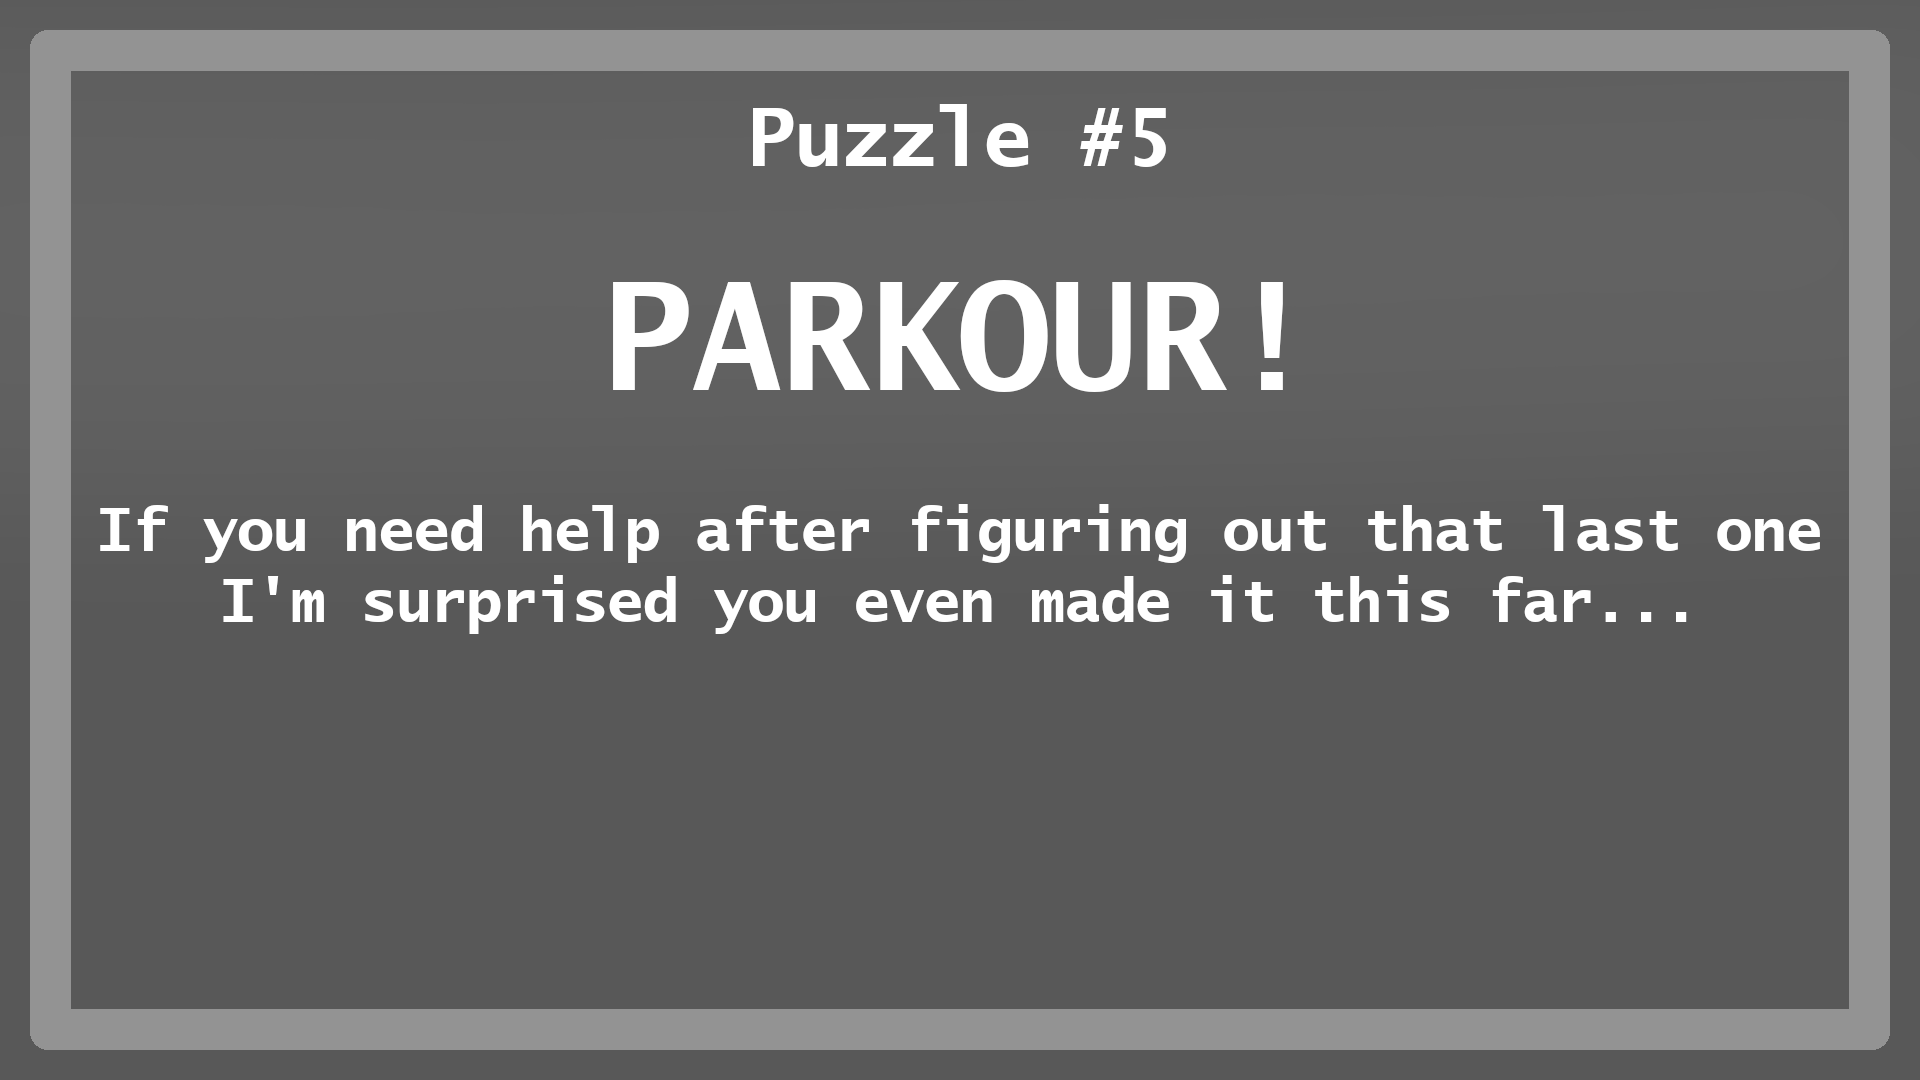 Puzzle #5
PARKOUR!
If you need help after figuring out that last one
I'm surprised you even made it this far...